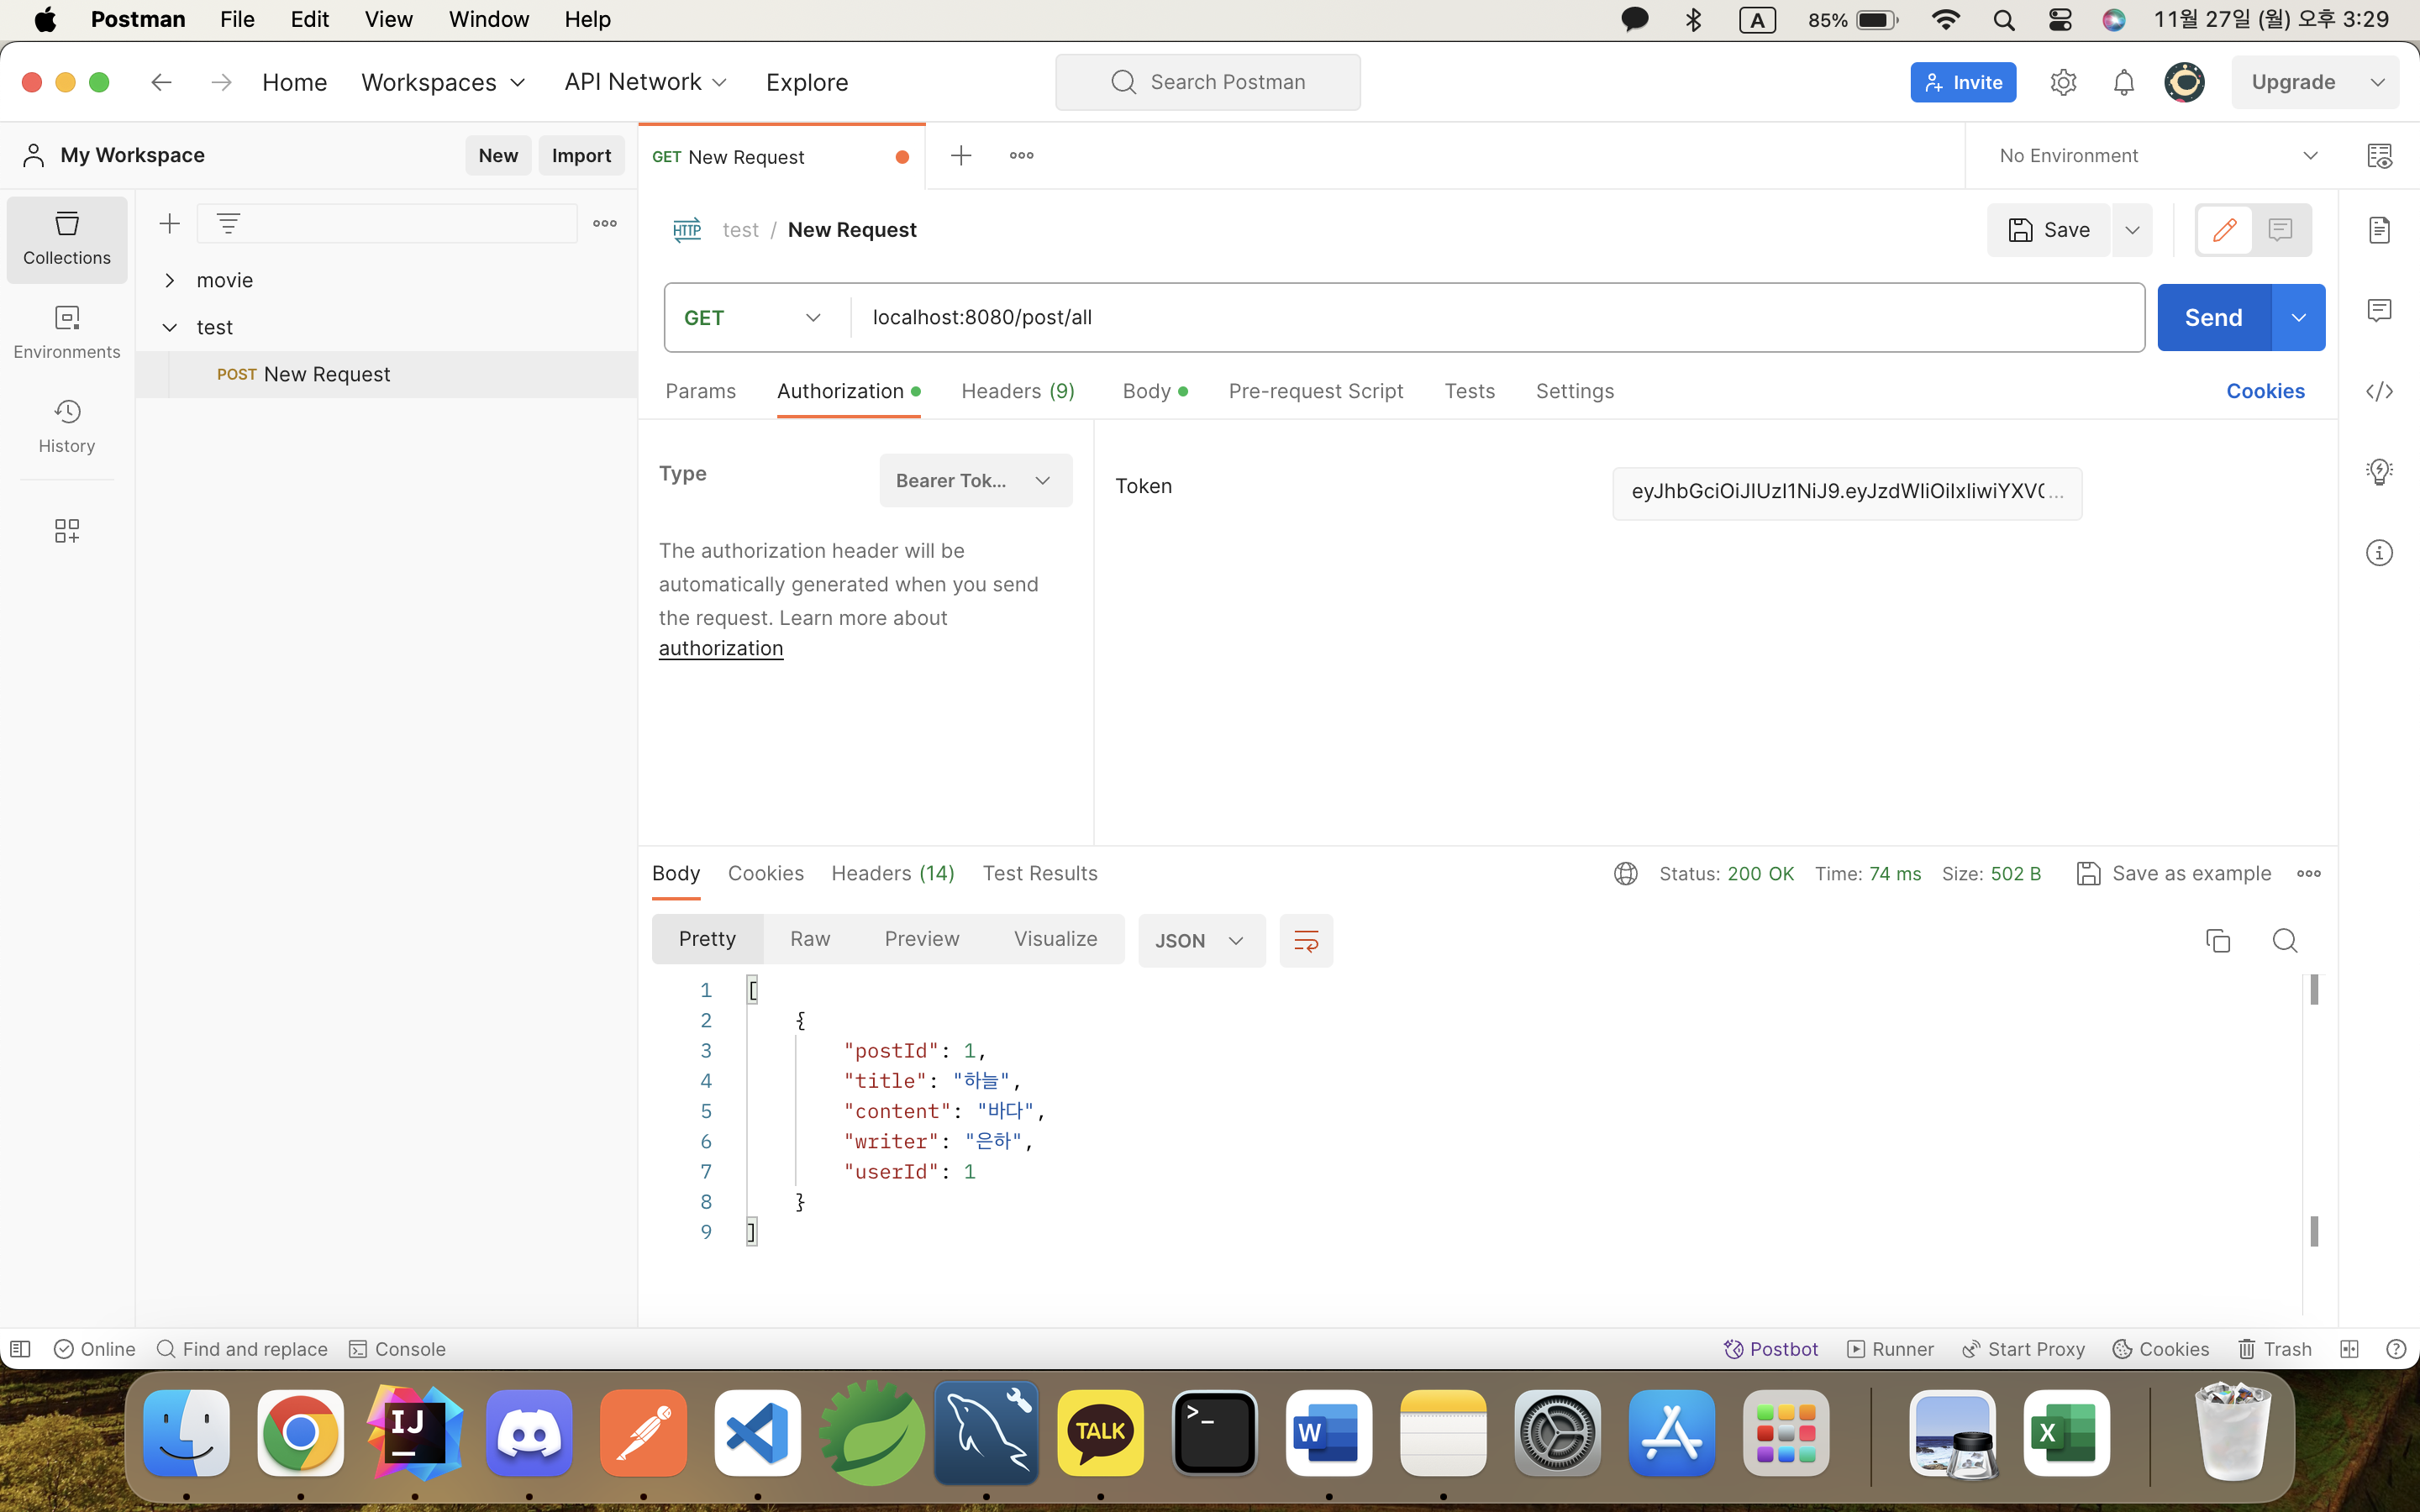 Postman File Edit View Window Help A 85% 11월 27일 (월) 오후 3:29
Home Workspaces API Network Explore Search Postman Invite Upgrade
My Workspace New Import GET New Request No Environment
Collections
Environments
History
movie
test
POST New Request
HTTP test / New Request Save
GET localhost:8080/post/all Send
Params Authorization Headers (9) Body Pre-request Script Tests Settings Cookies
Type Bearer Tok...
The authorization header will be
automatically generated when you send
the request. Learn more about
authorization
Token eyJhbGciOiJIUzI1NiJ9.eyJzdWIiOiIxIiwiYXV0...
Body Cookies Headers (14) Test Results Status: 200 OK Time: 74 ms Size: 502 B Save as example
Pretty Raw Preview Visualize JSON
1 [
2 {
3 "postId": 1,
4 "title": "하늘",
5 "content": "바다",
6 "writer": "은하",
7 "userId": 1
8 }
9 ]
Online Find and replace Console Postbot Runner Start Proxy Cookies Trash
IJ TALK >_ W X